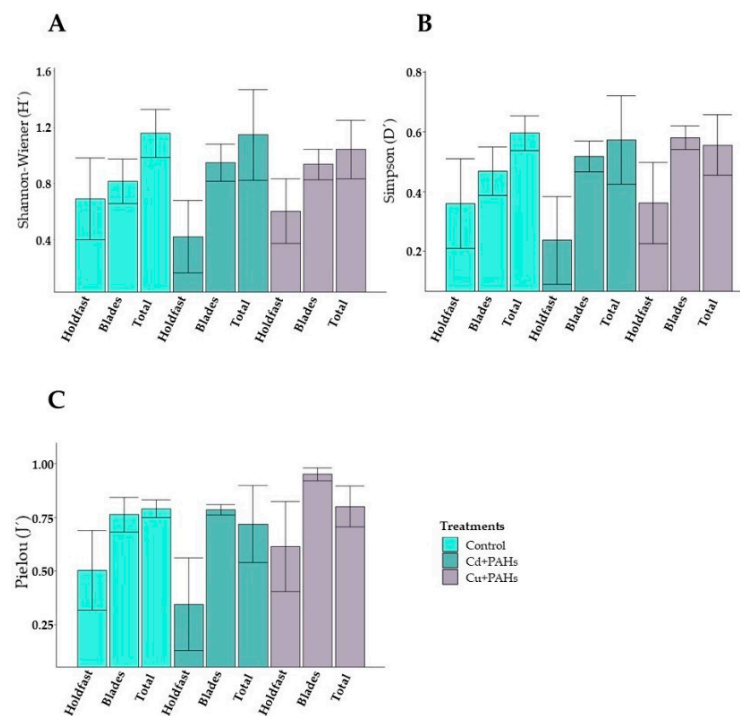 A
Shannon-Wiener (H´)
1.6
1.2
0.8
0.4
Holdfast
Blades
Total
Holdfast
Blades
Total
Holdfast
Blades
Total
B
Simpson (D´)
0.8
0.6
0.4
0.2
Holdfast
Blades
Total
Holdfast
Blades
Total
Holdfast
Blades
Total
C
Pielou (J´)
1.00
0.75
0.50
0.25
Holdfast
Blades
Total
Holdfast
Blades
Total
Holdfast
Blades
Total
Treatments
Control
Cd+PAHs
Cu+PAHs